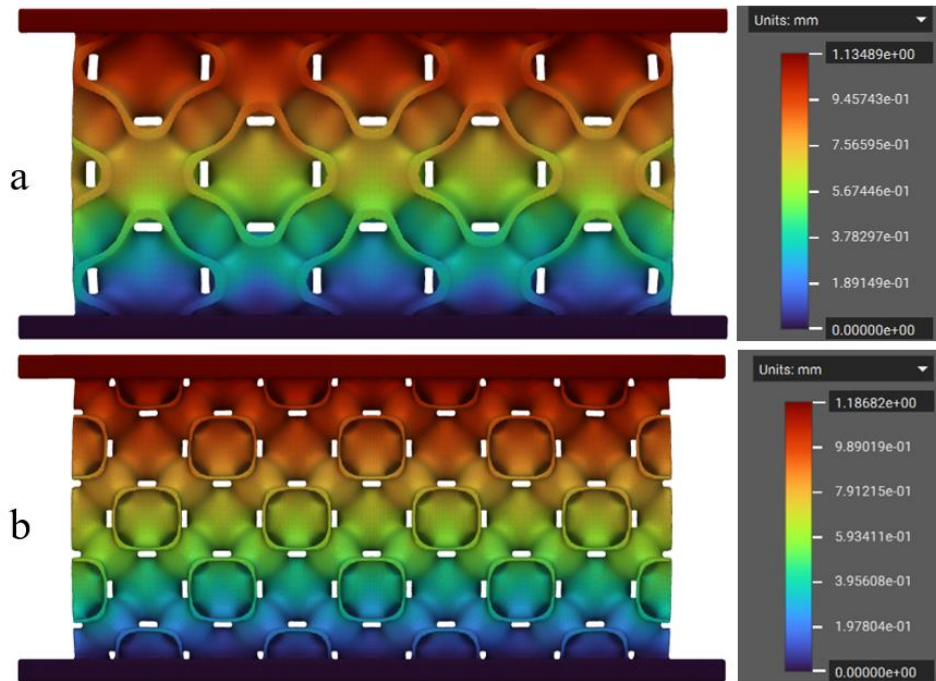 Units: mm
1.13489e+00
9.45743e-01
7.56595e-01
a
5.67446e-01
3.78297e-01
1.89149e-01
0.00000e+00
Units: mm
1.18682e+00
9.89019e-01
7.91215e-01
b
5.93411e-01
3.95608e-01
1.97804e-01
0.00000e+00